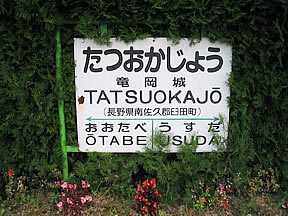 たつおかじょう
竜岡城
TATSUOKAJŌ
(長野県南佐久郡臼田町)
おおたべ うすだ
ŌTABE USUDA